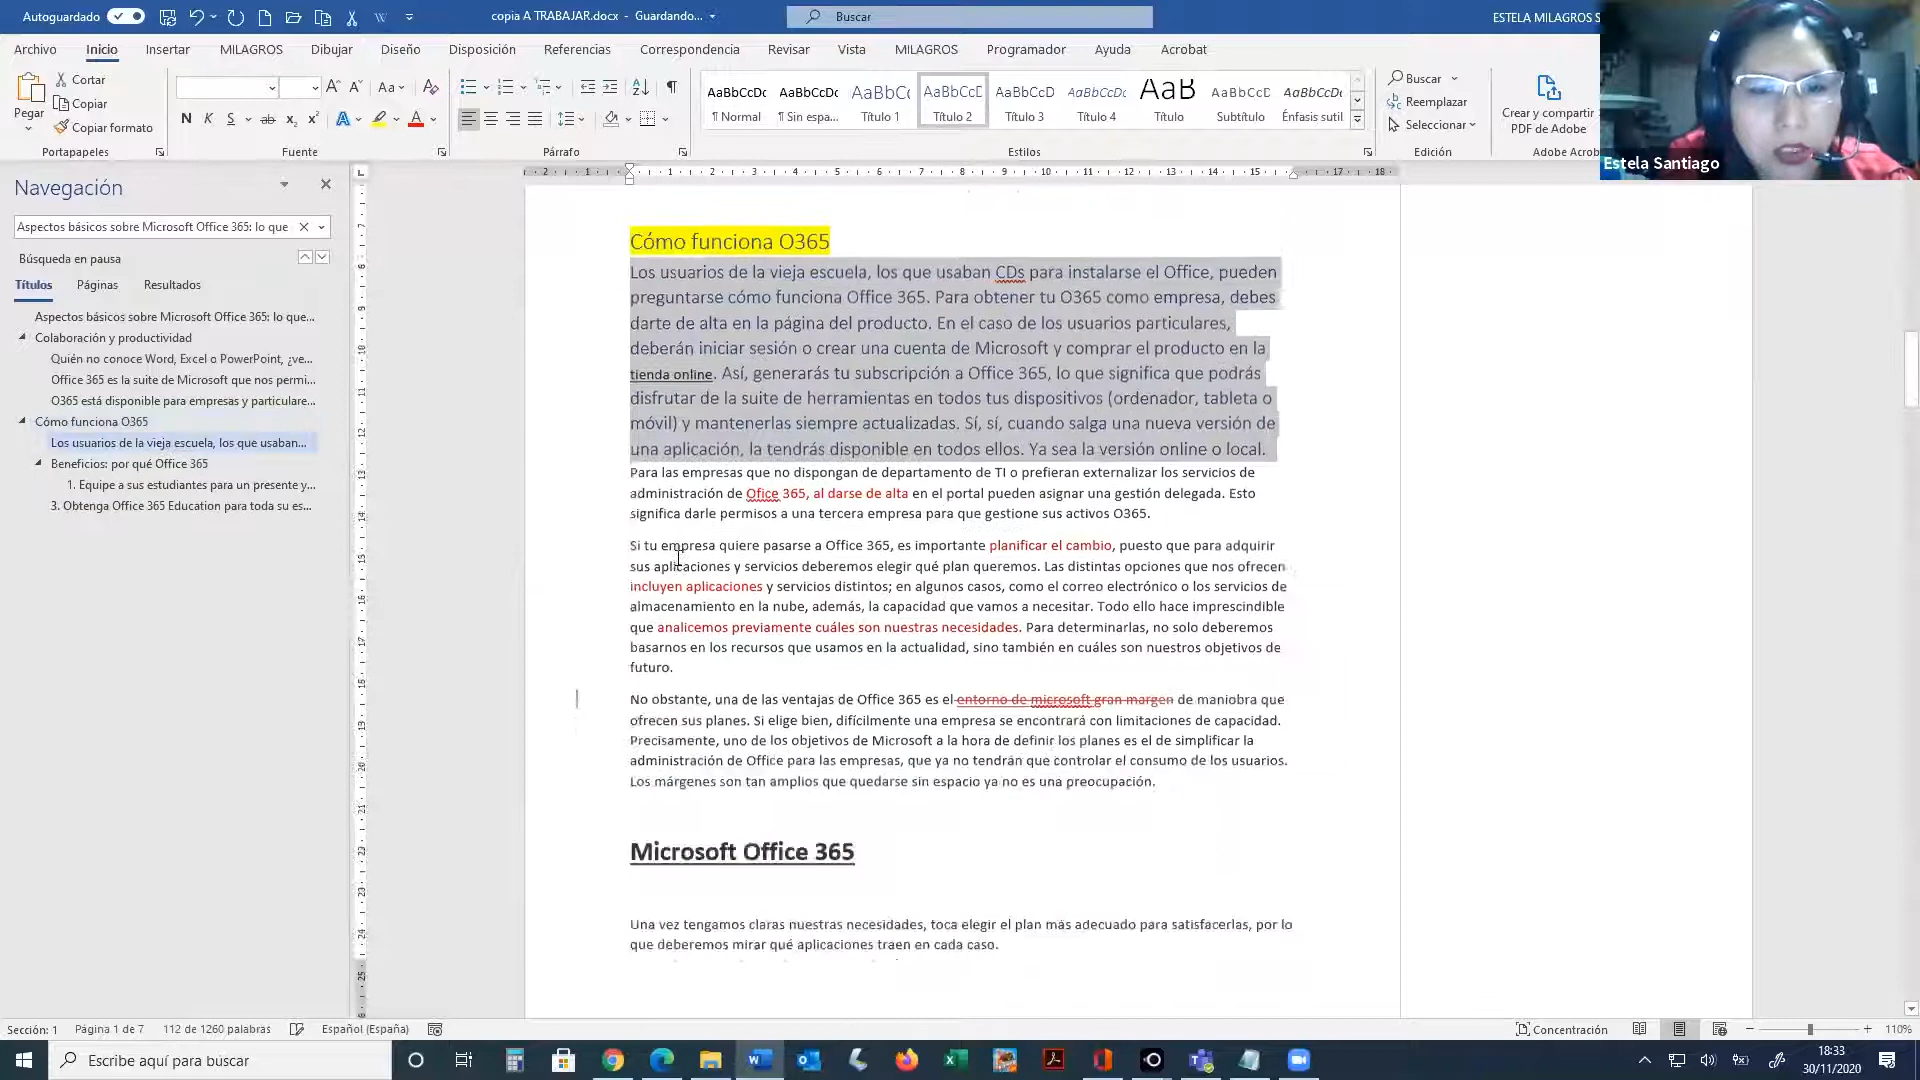 Autoguardado
copia A TRABAJAR.docx - Guardando...
Buscar
ESTELA MILAGROS S
Archivo Inicio Insertar MILAGROS Dibujar Diseño Disposición Referencias Correspondencia Revisar Vista MILAGROS Programador Ayuda Acrobat
Pegar
Cortar
Copiar
Copiar formato
Portapapeles
N K S ab x₂ x² A A
Fuente
Párrafo
AaBbCcDc AaBbCcDc AaBbCc AaBbCcD AaBbCcD AaBbCcDc AaB AaBbCcD AaBbCcDc
¶ Normal ¶ Sin espa... Título 1 Título 2 Título 3 Título 4 Título Subtítulo Énfasis sutil
Estilos
Buscar
Reemplazar
Seleccionar
Edición
Crear y compartir
PDF de Adobe
Adobe Acrob
Estela Santiago
Navegación
Aspectos básicos sobre Microsoft Office 365: lo que
Búsqueda en pausa
Títulos Páginas Resultados
Aspectos básicos sobre Microsoft Office 365: lo que...
Colaboración y productividad
Quién no conoce Word, Excel o PowerPoint, ¿ve...
Office 365 es la suite de Microsoft que nos permi...
O365 está disponible para empresas y particulare...
Cómo funciona O365
Los usuarios de la vieja escuela, los que usaban...
Beneficios: por qué Office 365
1. Equipe a sus estudiantes para un presente y...
3. Obtenga Office 365 Education para toda su es...
Cómo funciona O365
Los usuarios de la vieja escuela, los que usaban CDs para instalarse el Office, pueden
preguntarse cómo funciona Office 365. Para obtener tu O365 como empresa, debes
darte de alta en la página del producto. En el caso de los usuarios particulares,
deberán iniciar sesión o crear una cuenta de Microsoft y comprar el producto en la
tienda online. Así, generarás tu subscripción a Office 365, lo que significa que podrás
disfrutar de la suite de herramientas en todos tus dispositivos (ordenador, tableta o
móvil) y mantenerlas siempre actualizadas. Sí, sí, cuando salga una nueva versión de
una aplicación, la tendrás disponible en todos ellos. Ya sea la versión online o local.
Para las empresas que no dispongan de departamento de TI o prefieran externalizar los servicios de
administración de Ofice 365, al darse de alta en el portal pueden asignar una gestión delegada. Esto
significa darle permisos a una tercera empresa para que gestione sus activos O365.
Si tu empresa quiere pasarse a Office 365, es importante planificar el cambio, puesto que para adquirir
sus aplicaciones y servicios deberemos elegir qué plan queremos. Las distintas opciones que nos ofrecen
incluyen aplicaciones y servicios distintos; en algunos casos, como el correo electrónico o los servicios de
almacenamiento en la nube, además, la capacidad que vamos a necesitar. Todo ello hace imprescindible
que analicemos previamente cuáles son nuestras necesidades. Para determinarlas, no solo deberemos
basarnos en los recursos que usamos en la actualidad, sino también en cuáles son nuestros objetivos de
futuro.
No obstante, una de las ventajas de Office 365 es el entorno de microsoft gran margen de maniobra que
ofrecen sus planes. Si elige bien, difícilmente una empresa se encontrará con limitaciones de capacidad.
Precisamente, uno de los objetivos de Microsoft a la hora de definir los planes es el de simplificar la
administración de Office para las empresas, que ya no tendrán que controlar el consumo de los usuarios.
Los márgenes son tan amplios que quedarse sin espacio ya no es una preocupación.
Microsoft Office 365
Una vez tengamos claras nuestras necesidades, toca elegir el plan más adecuado para satisfacerlas, por lo
que deberemos mirar qué aplicaciones traen en cada caso.
Sección: 1 Página 1 de 7 112 de 1260 palabras Español (España) Concentración 110%
Escribe aquí para buscar
18:33
30/11/2020